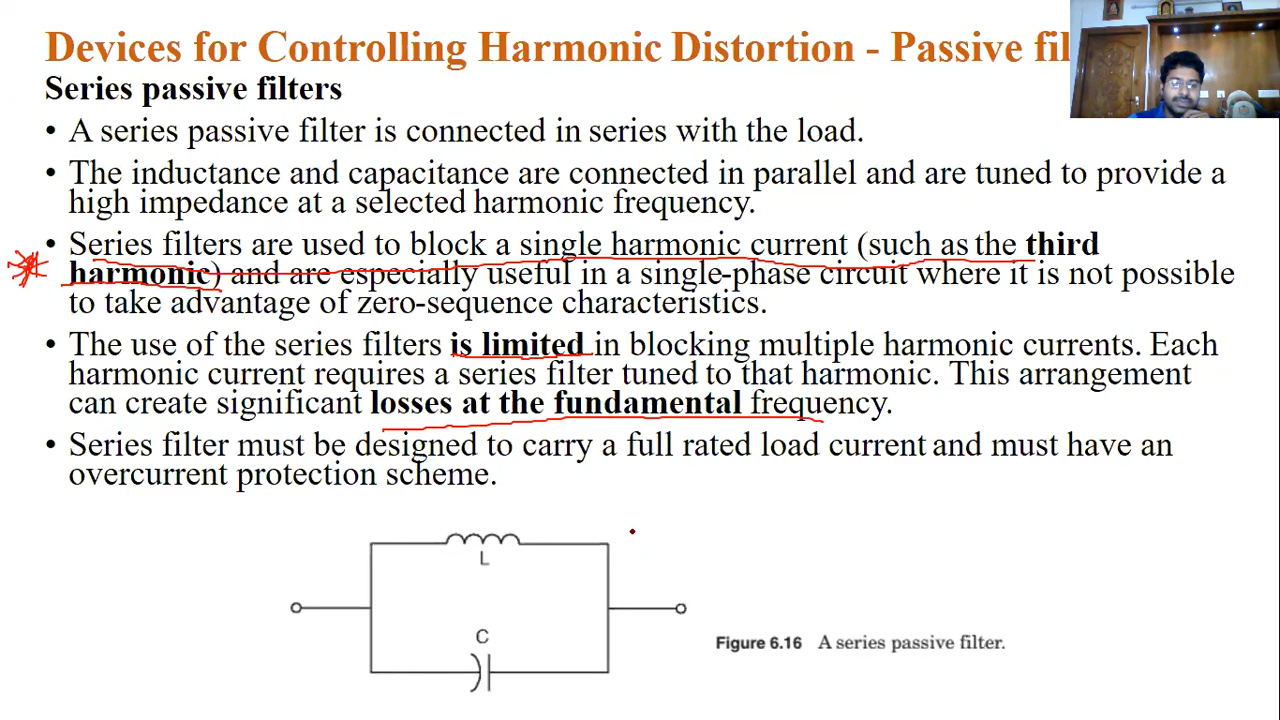 Devices for Controlling Harmonic Distortion - Passive
Series passive filters
• A series passive filter is connected in series with the load.
• The inductance and capacitance are connected in parallel and are tuned to provide a
high impedance at a selected harmonic frequency.
• Series filters are used to block a single harmonic current (such as the third
harmonic) and are especially useful in a single-phase circuit where it is not possible
to take advantage of zero-sequence characteristics.
• The use of the series filters is limited in blocking multiple harmonic currents. Each
harmonic current requires a series filter tuned to that harmonic. This arrangement
can create significant losses at the fundamental frequency.
• Series filter must be designed to carry a full rated load current and must have an
overcurrent protection scheme.
L
C
Figure 6.16 A series passive filter.